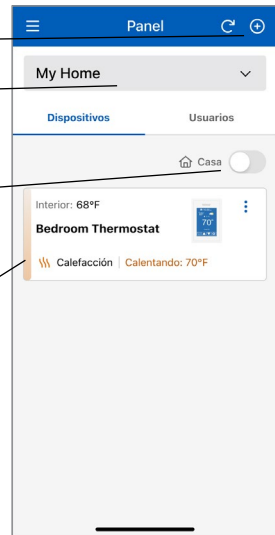 Panel
My Home
Dispositivos Usuarios
Casa
Interior: 68°F
70°
Bedroom Thermostat
Calefacción | Calentando: 70°F